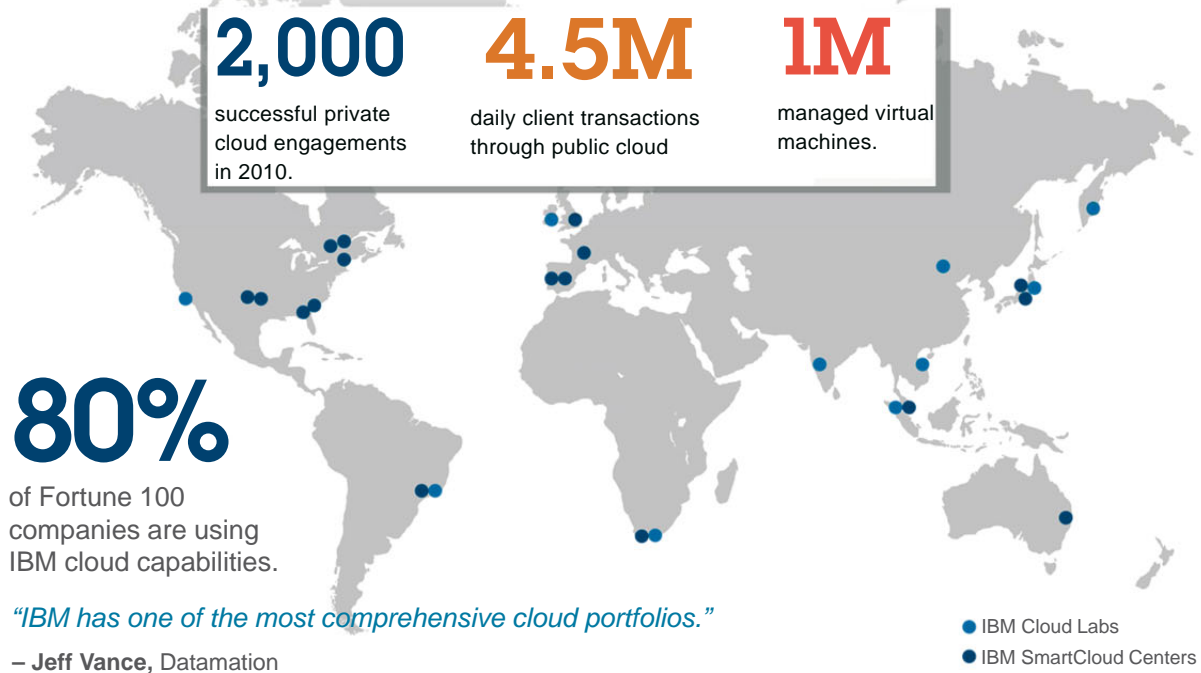 2,000
successful private
cloud engagements
in 2010.
4.5M
daily client transactions
through public cloud
1M
managed virtual
machines.
80%
of Fortune 100
companies are using
IBM cloud capabilities.
“IBM has one of the most comprehensive cloud portfolios.”
– Jeff Vance, Datamation
IBM Cloud Labs
IBM SmartCloud Centers